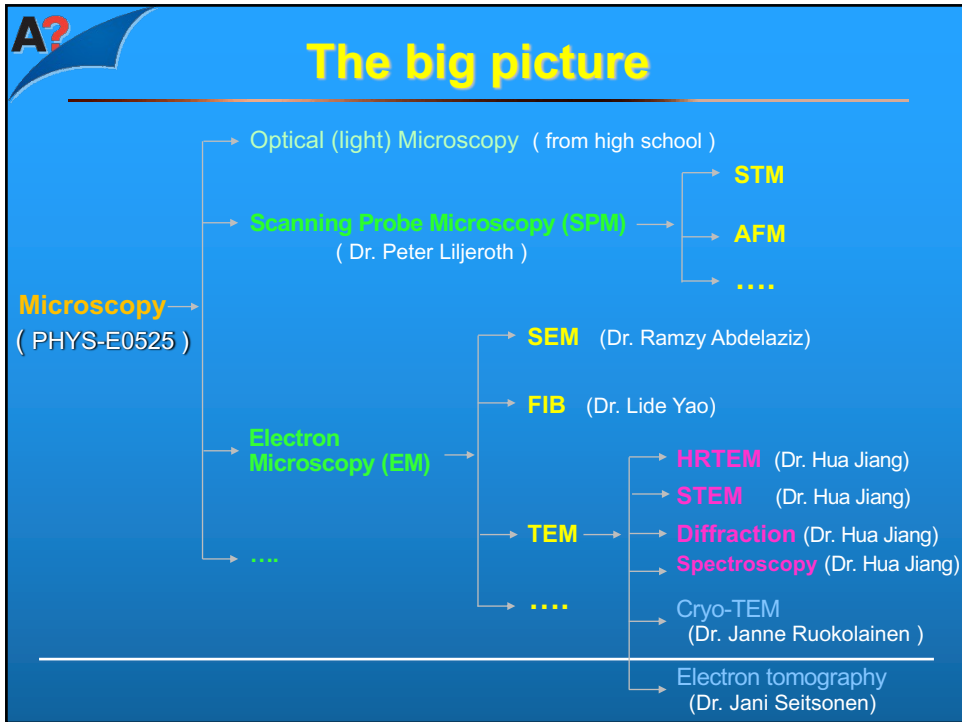 A?
The big picture
Optical (light) Microscopy ( from high school )
STM
Scanning Probe Microscopy (SPM)
( Dr. Peter Liljeroth )
AFM
....
Microscopy
( PHYS-E0525 )
SEM (Dr. Ramzy Abdelaziz)
FIB (Dr. Lide Yao)
Electron
Microscopy (EM)
HRTEM (Dr. Hua Jiang)
STEM (Dr. Hua Jiang)
TEM
Diffraction (Dr. Hua Jiang)
Spectroscopy (Dr. Hua Jiang)
....
....
Cryo-TEM
(Dr. Janne Ruokolainen )
Electron tomography
(Dr. Jani Seitsonen)